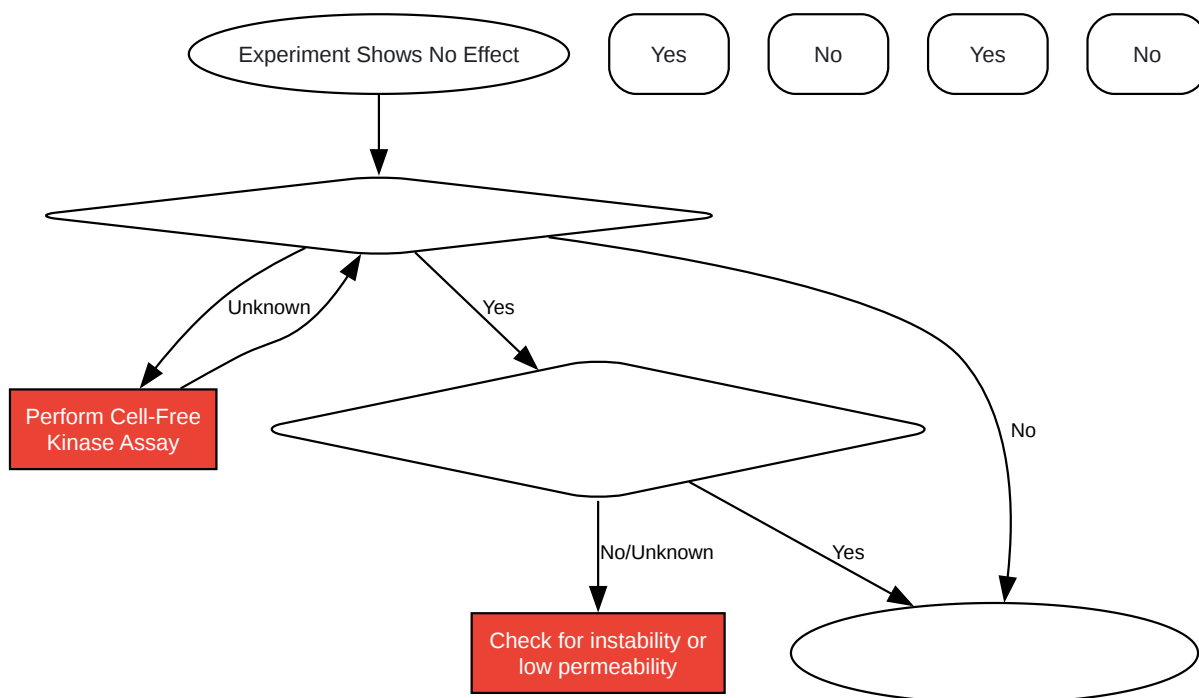 Experiment Shows No Effect
Yes
No
Yes
No
Unknown
Yes
Perform Cell-Free
Kinase Assay
No
No/Unknown
Yes
Check for instability or
low permeability